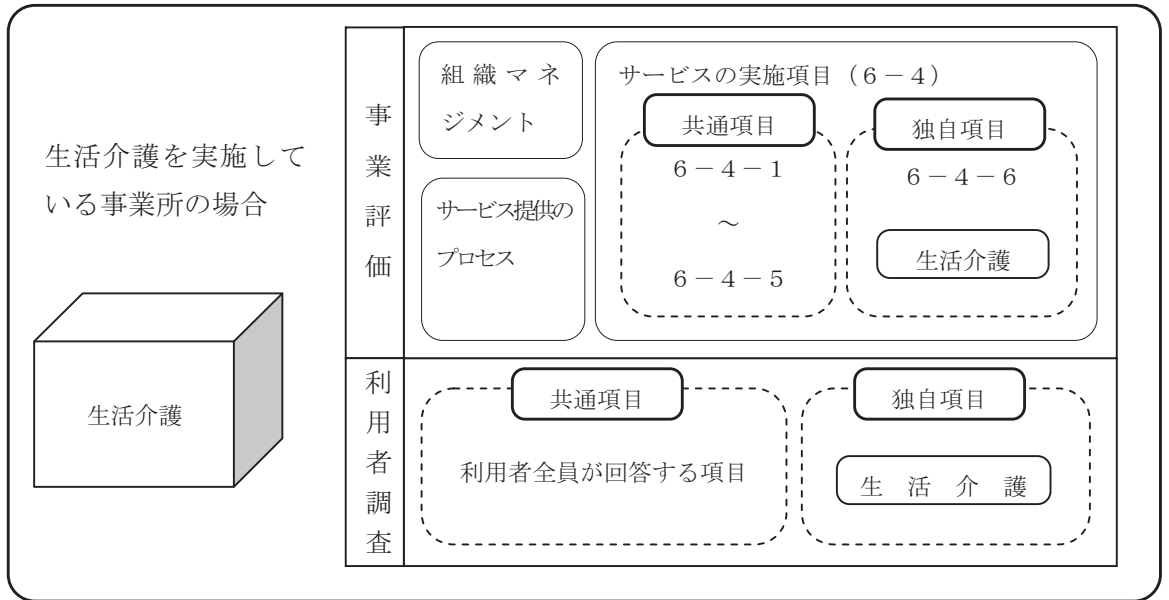 生活介護を実施して
いる事業所の場合
生活介護
事業評価
組織マネ
ジメント
サービス提供の
プロセス
サービスの実施項目（６－４）
共通項目
６－４－１
～
６－４－５
独自項目
６－４－６
生活介護
利用者調査
共通項目
利用者全員が回答する項目
独自項目
生活介護